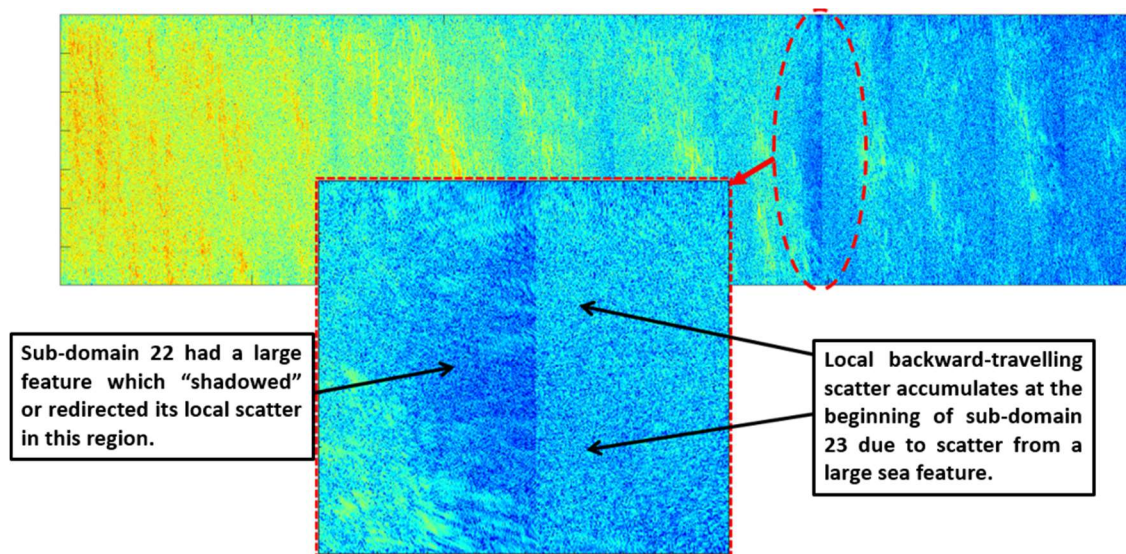 Sub-domain 22 had a large
feature which “shadowed”
or redirected its local scatter
in this region.
Local backward-travelling
scatter accumulates at the
beginning of sub-domain
23 due to scatter from a
large sea feature.